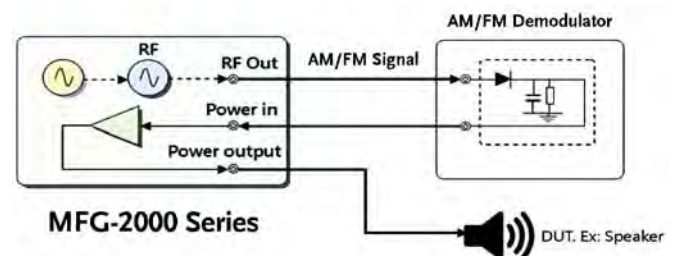 AM/FM Demodulator
RF
RF Out
AM/FM Signal
Power in
Power output
MFG-2000 Series
DUT. Ex: Speaker